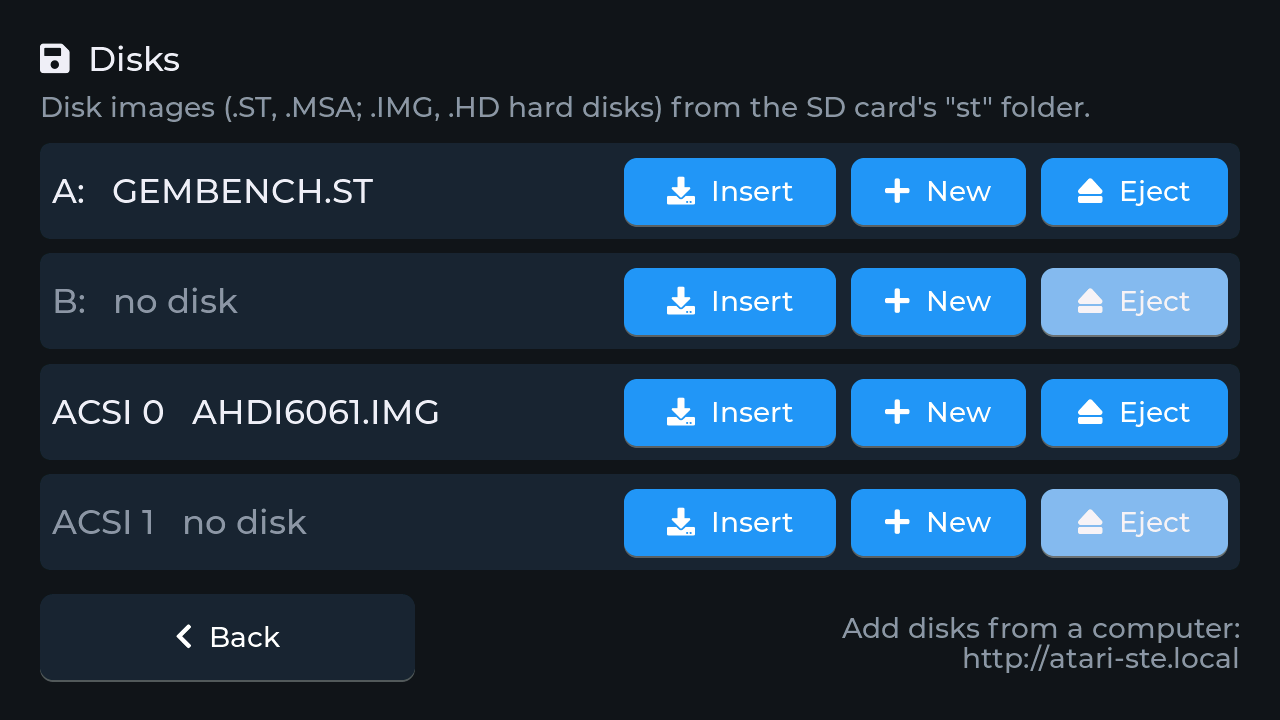 Disks
Disk images (.ST, .MSA; .IMG, .HD hard disks) from the SD card's "st" folder.
A: GEMBENCH.ST Insert New Eject
B: no disk Insert New Eject
ACSI 0 AHDI6061.IMG Insert New Eject
ACSI 1 no disk Insert New Eject
Back
Add disks from a computer:
http://atari-ste.local